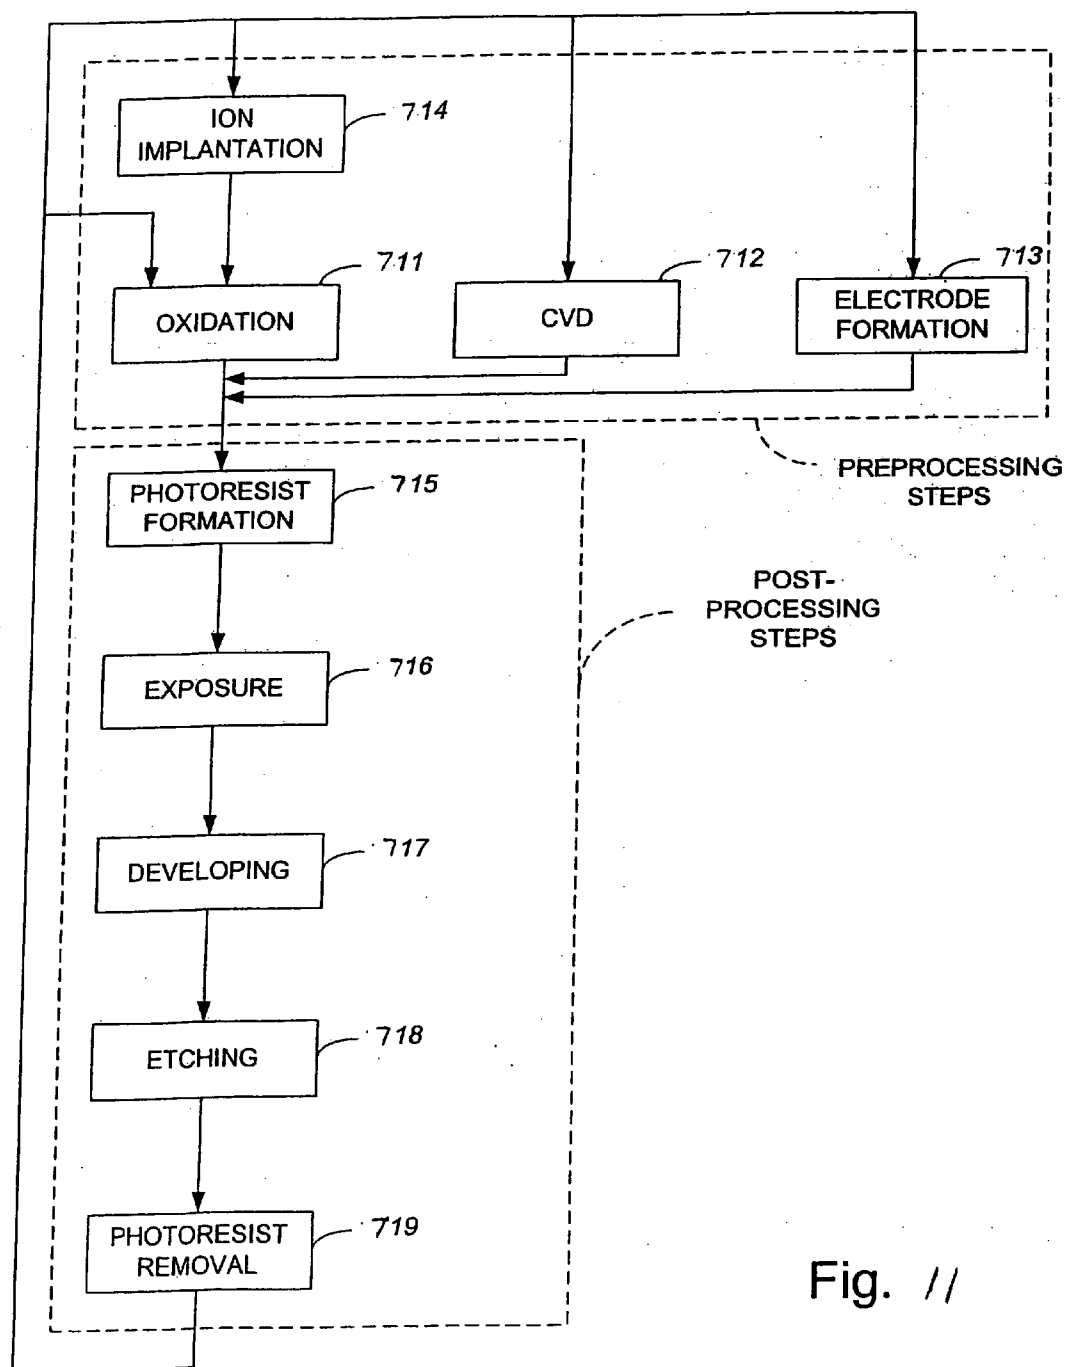 ION
IMPLANTATION
714
OXIDATION
711
CVD
712
ELECTRODE
FORMATION
713
PREPROCESSING
STEPS
PHOTORESIST
FORMATION
715
POST-
PROCESSING
STEPS
EXPOSURE
716
DEVELOPING
717
ETCHING
718
PHOTORESIST
REMOVAL
719
Fig. 11